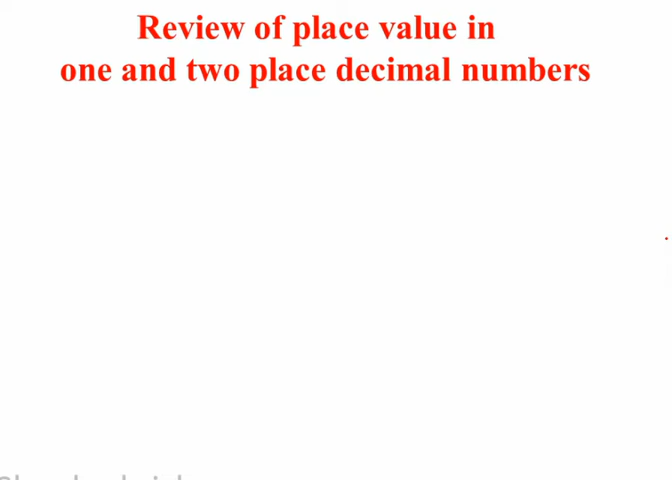 Review of place value in
one and two place decimal numbers